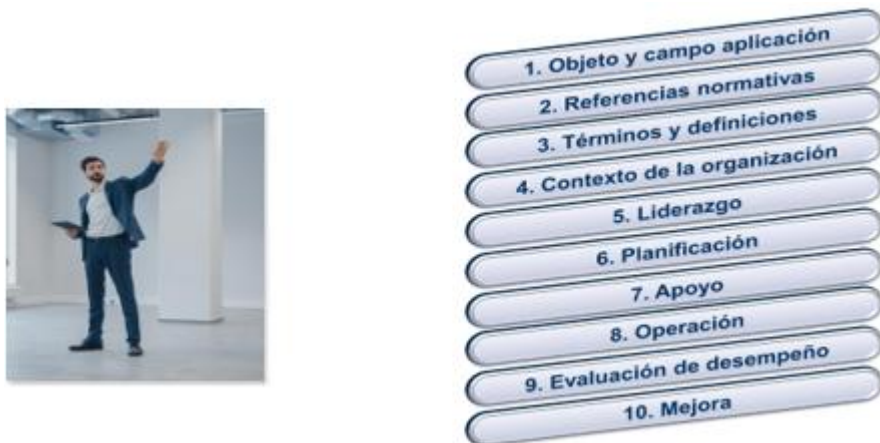 1. Objeto y campo aplicación
2. Referencias normativas
3. Términos y definiciones
4. Contexto de la organización
5. Liderazgo
6. Planificación
7. Apoyo
8. Operación
9. Evaluación de desempeño
10. Mejora